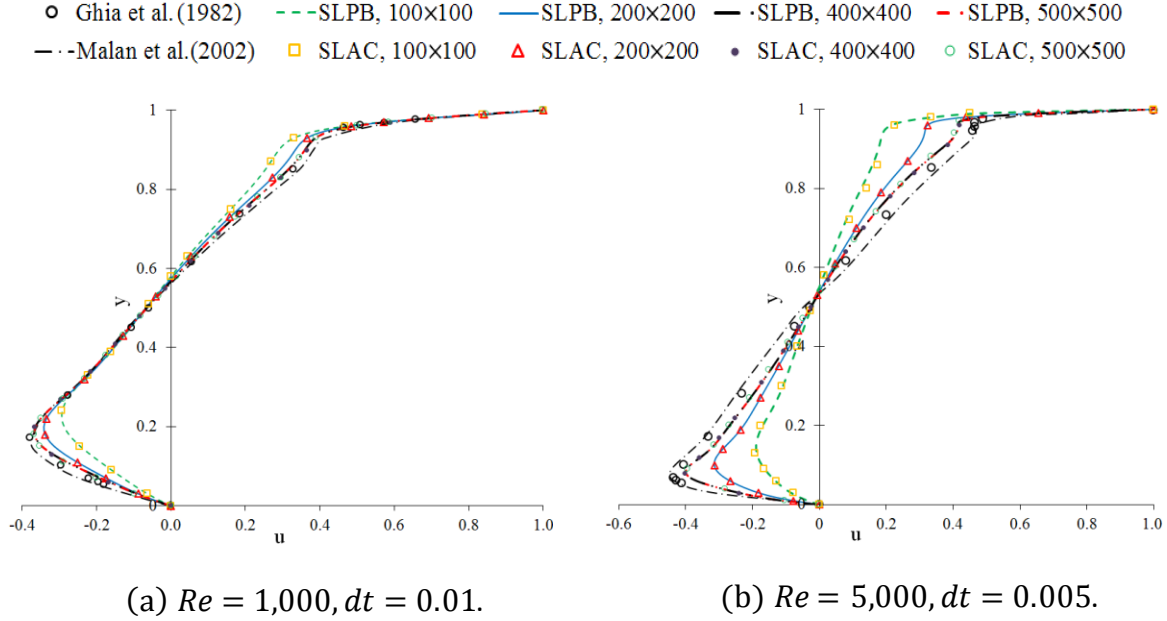 Ghia et al. (1982) SLPB, 100×100 SLPB, 200×200 SLPB, 400×400 SLPB, 500×500
Malan et al.(2002) SLAC, 100×100 SLAC, 200×200 SLAC, 400×400 SLAC, 500×500
1
0.8
0.6
y
0.4
0.2
0
-0.4 -0.2 0.0 0.2 0.4 0.6 0.8 1.0
u
(a) Re = 1,000, dt = 0.01.
1
0.8
0.6
y
0.4
0.2
0
-0.6 -0.4 -0.2 0 0.2 0.4 0.6 0.8 1.0
u
(b) Re = 5,000, dt = 0.005.